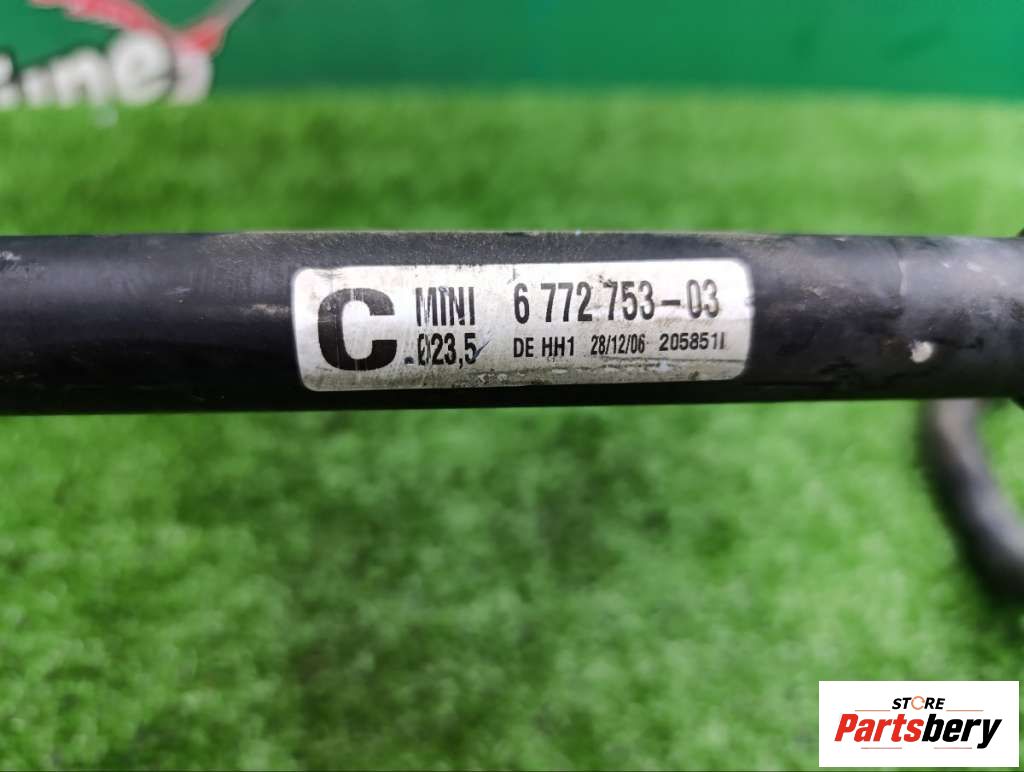 C
MINI 6 772 753-03
Ø23,5 DE HH1 28/12/06 205851
STORE
Partsbery